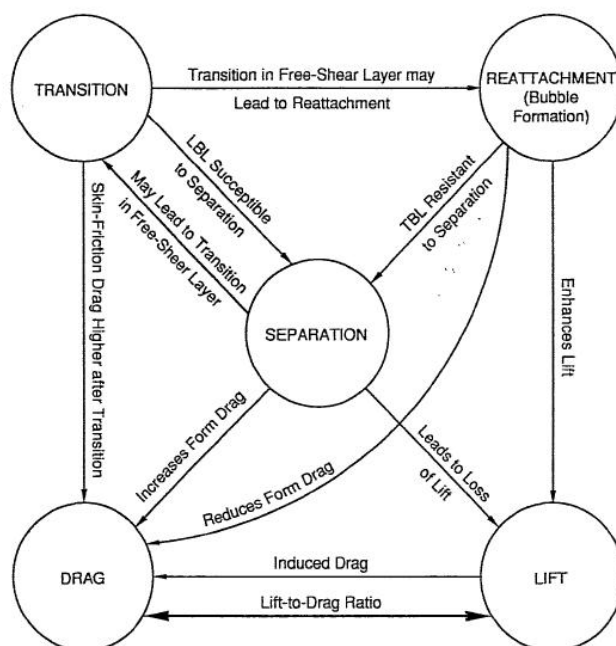 TRANSITION
Transition in Free-Shear Layer may
Lead to Reattachment
REATTACHMENT
(Bubble
Formation)
LBL Succeptible
to Separation
May Lead to Transition
in Free-Sheer Layer
TBL Resistant
to Separation
Skin-Friction Drag Higher after Transition
SEPARATION
Enhances Lift
Increases Form Drag
Reduces Form Drag
Leads to Loss
of Lift
DRAG
Induced Drag
Lift-to-Drag Ratio
LIFT